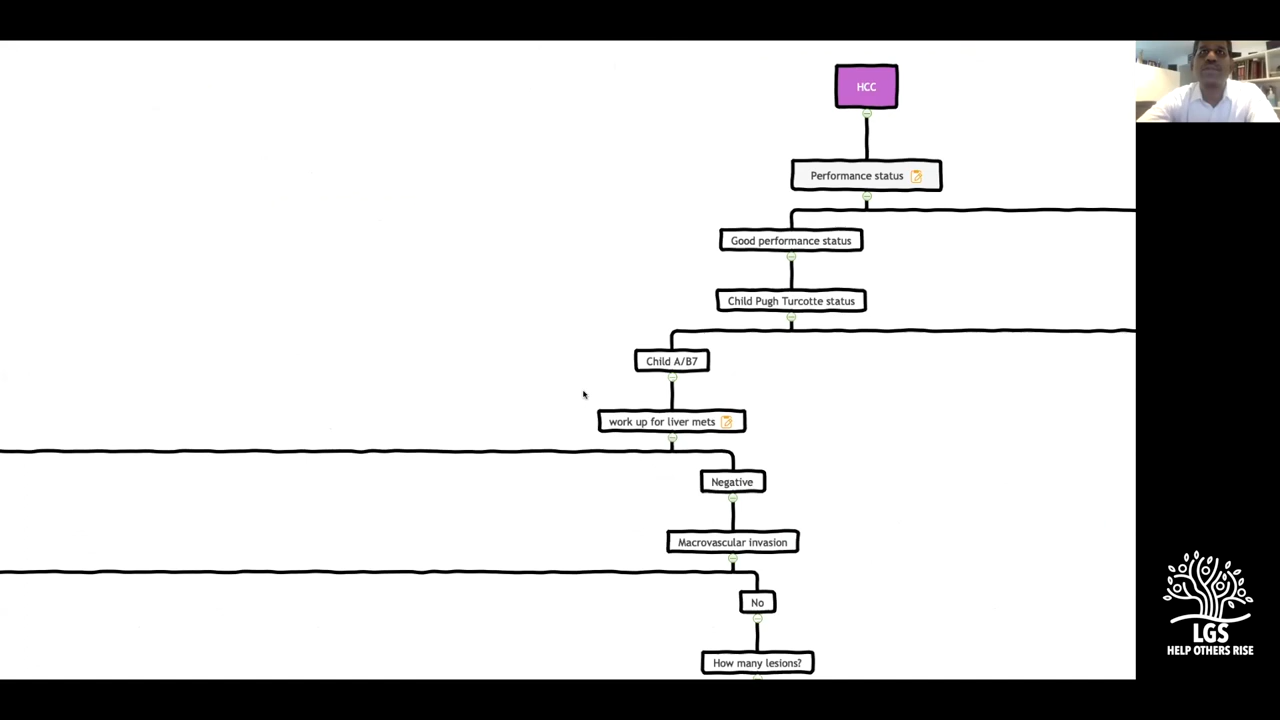 HCC
Performance status
Good performance status
Child Pugh Turcotte status
Child A/B7
work up for liver mets
Negative
Macrovascular invasion
No
How many lesions?
LGS
HELP OTHERS RISE